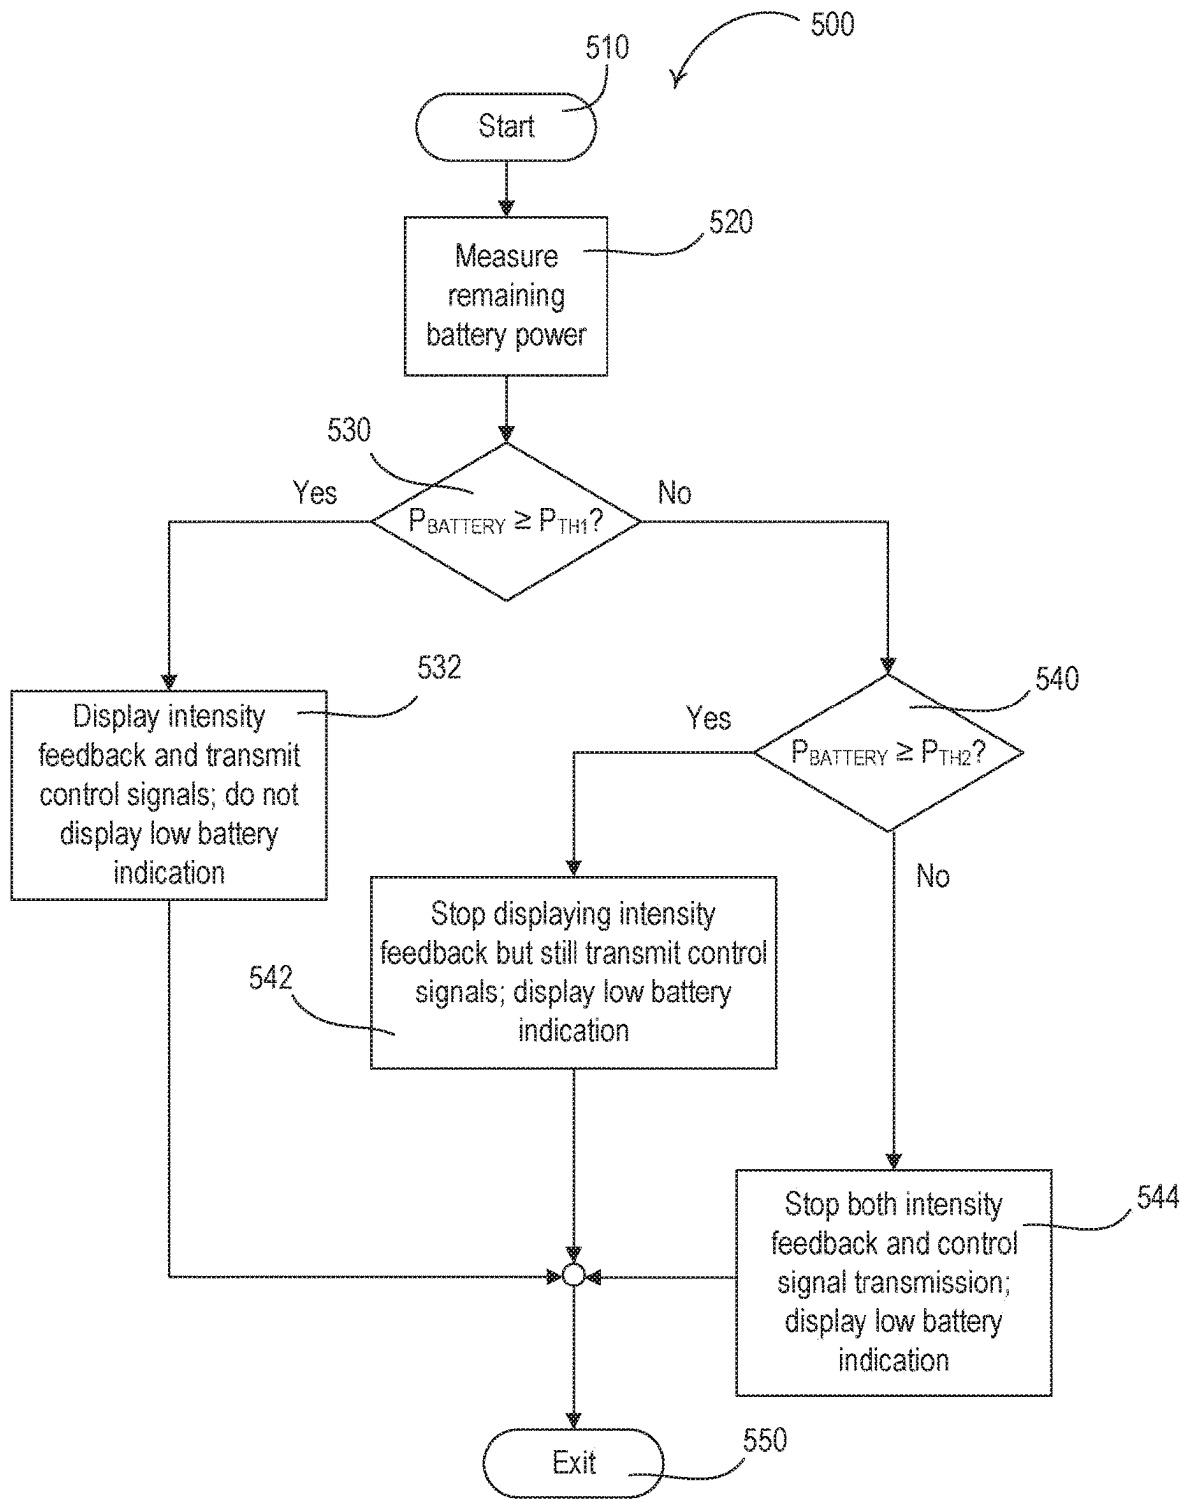 500
510
Start
520
Measure
remaining
battery power
530
Yes
No
PBATTERY ≥ PTH1?
532
Display intensity
feedback and transmit
control signals; do not
display low battery
indication
540
Yes
PBATTERY ≥ PTH2?
No
Stop displaying intensity
feedback but still transmit control
signals; display low battery
indication
542
544
Stop both intensity
feedback and control
signal transmission;
display low battery
indication
550
Exit